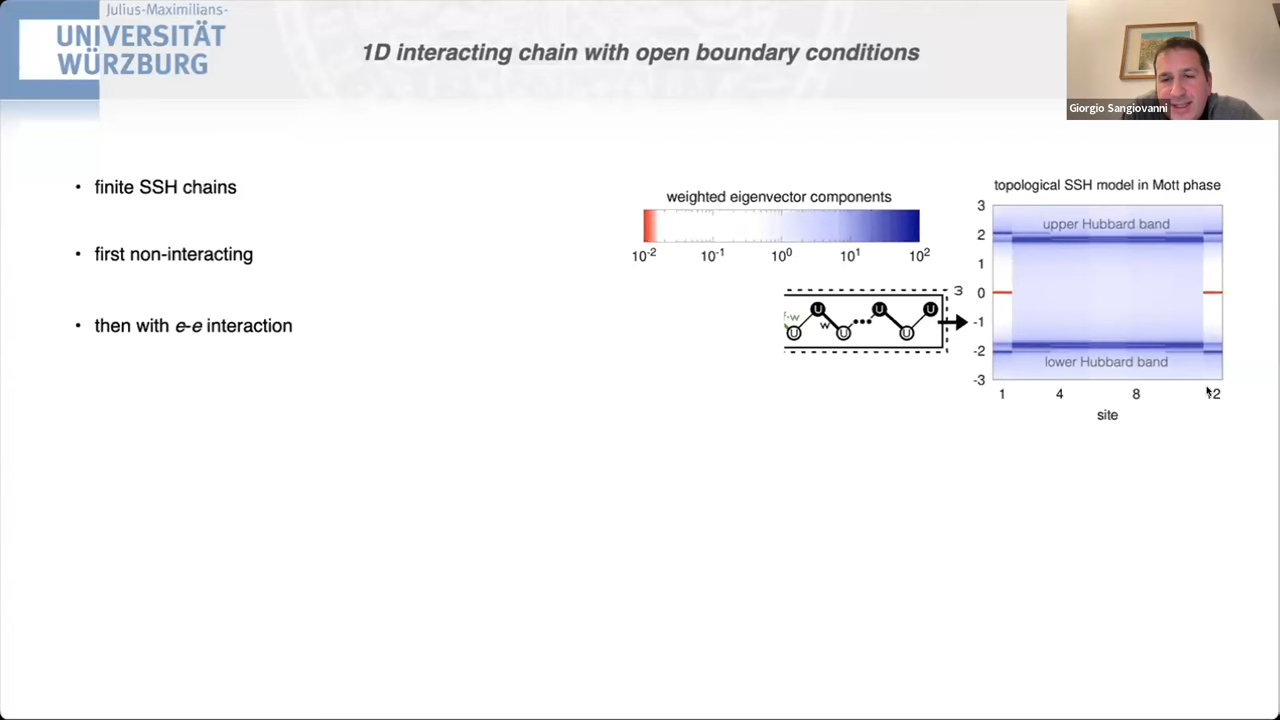 Julius-Maximilians-
UNIVERSITÄT
WÜRZBURG
1D interacting chain with open boundary conditions
Giorgio Sangiovanni
• finite SSH chains
• first non-interacting
• then with e-e interaction
weighted eigenvector components
10-2 10-1 100 101 102
U U U U U U
w
3
topological SSH model in Mott phase
3
2
1
0
-1
-2
-3
upper Hubbard band
lower Hubbard band
1 4 8
site